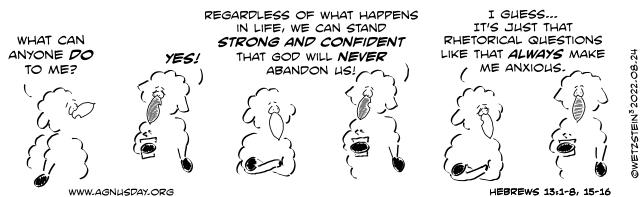 WHAT CAN
ANYONE DO
TO ME?
YES!
REGARDLESS OF WHAT HAPPENS
IN LIFE, WE CAN STAND
STRONG AND CONFIDENT
THAT GOD WILL NEVER
ABANDON US!
I GUESS...
IT'S JUST THAT
RHETORICAL QUESTIONS
LIKE THAT ALWAYS MAKE
ME ANXIOUS.
©WETZSTEIN³2022.08.24
WWW.AGNUSDAY.ORG
HEBREWS 13:1-8, 15-16